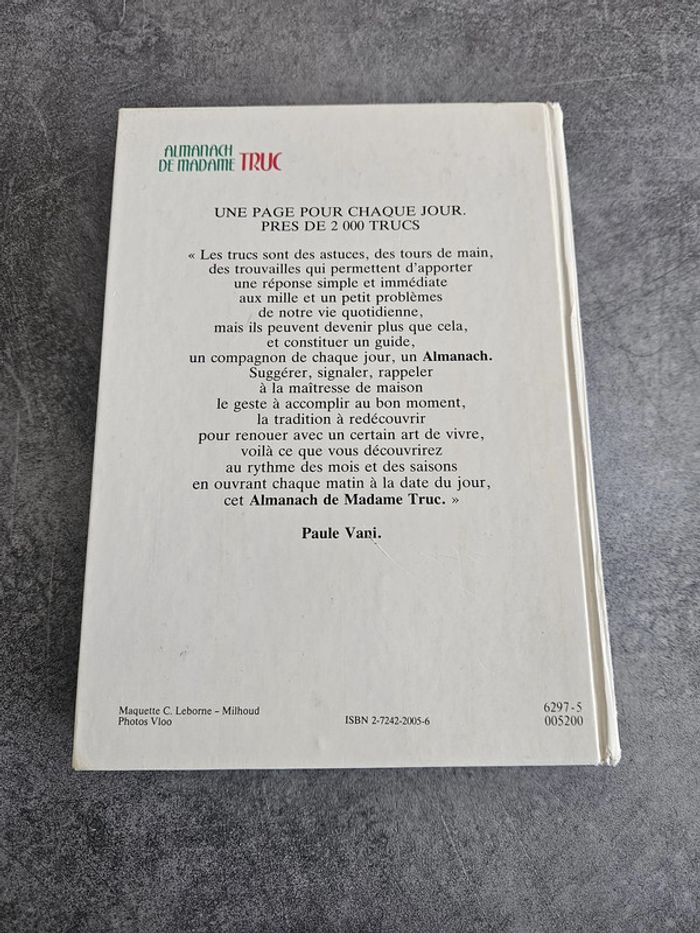 ALMANACH
DE MADAME TRUC
UNE PAGE POUR CHAQUE JOUR.
PRES DE 2 000 TRUCS
« Les trucs sont des astuces, des tours de main,
des trouvailles qui permettent d'apporter
une réponse simple et immédiate
aux mille et un petit problèmes
de notre vie quotidienne,
mais ils peuvent devenir plus que cela,
et constituer un guide,
un compagnon de chaque jour, un Almanach.
Suggérer, signaler, rappeler
à la maîtresse de maison
le geste à accomplir au bon moment,
la tradition à redécouvrir
pour renouer avec un certain art de vivre,
voilà ce que vous découvrirez
au rythme des mois et des saisons
en ouvrant chaque matin à la date du jour,
cet Almanach de Madame Truc. »
Paule Vani.
Maquette C. Leborne - Milhoud
Photos Vloo
ISBN 2-7242-2005-6
6297-5
005200